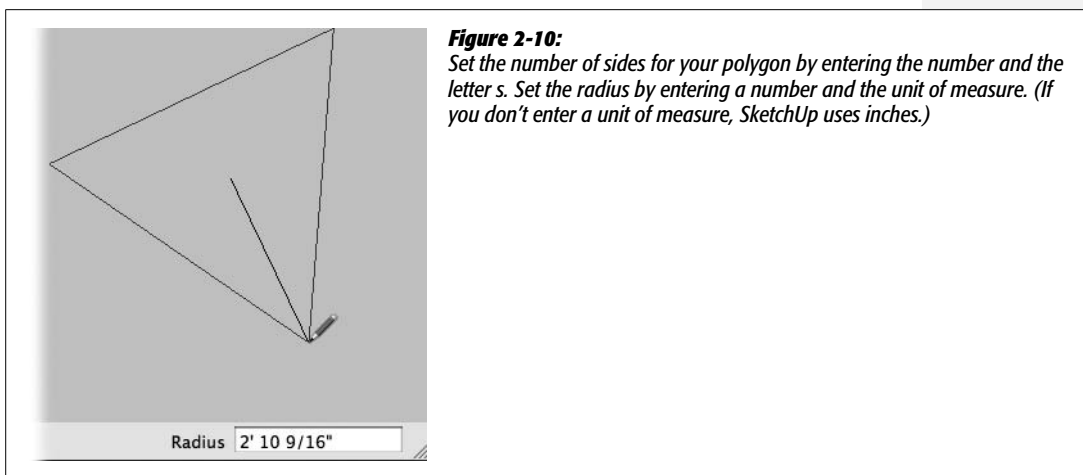 Figure 2-10:
Set the number of sides for your polygon by entering the number and the
letter s. Set the radius by entering a number and the unit of measure. (If
you don't enter a unit of measure, SketchUp uses inches.)
Radius 2' 10 9/16"